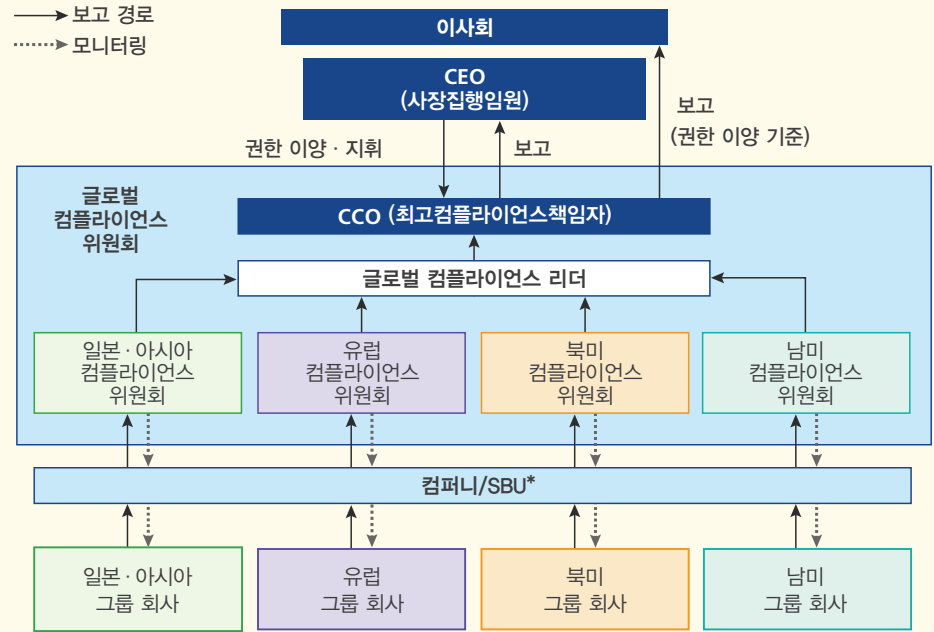 보고 경로
모니터링
이사회
CEO
(사장집행임원)
권한 이양 · 지휘
보고
보고
(권한 이양 기준)
글로벌
컴플라이언스
위원회
CCO (최고컴플라이언스책임자)
글로벌 컴플라이언스 리더
일본 · 아시아
컴플라이언스
위원회
유럽
컴플라이언스
위원회
북미
컴플라이언스
위원회
남미
컴플라이언스
위원회
컴퍼니/SBU*
일본 · 아시아
그룹 회사
유럽
그룹 회사
북미
그룹 회사
남미
그룹 회사